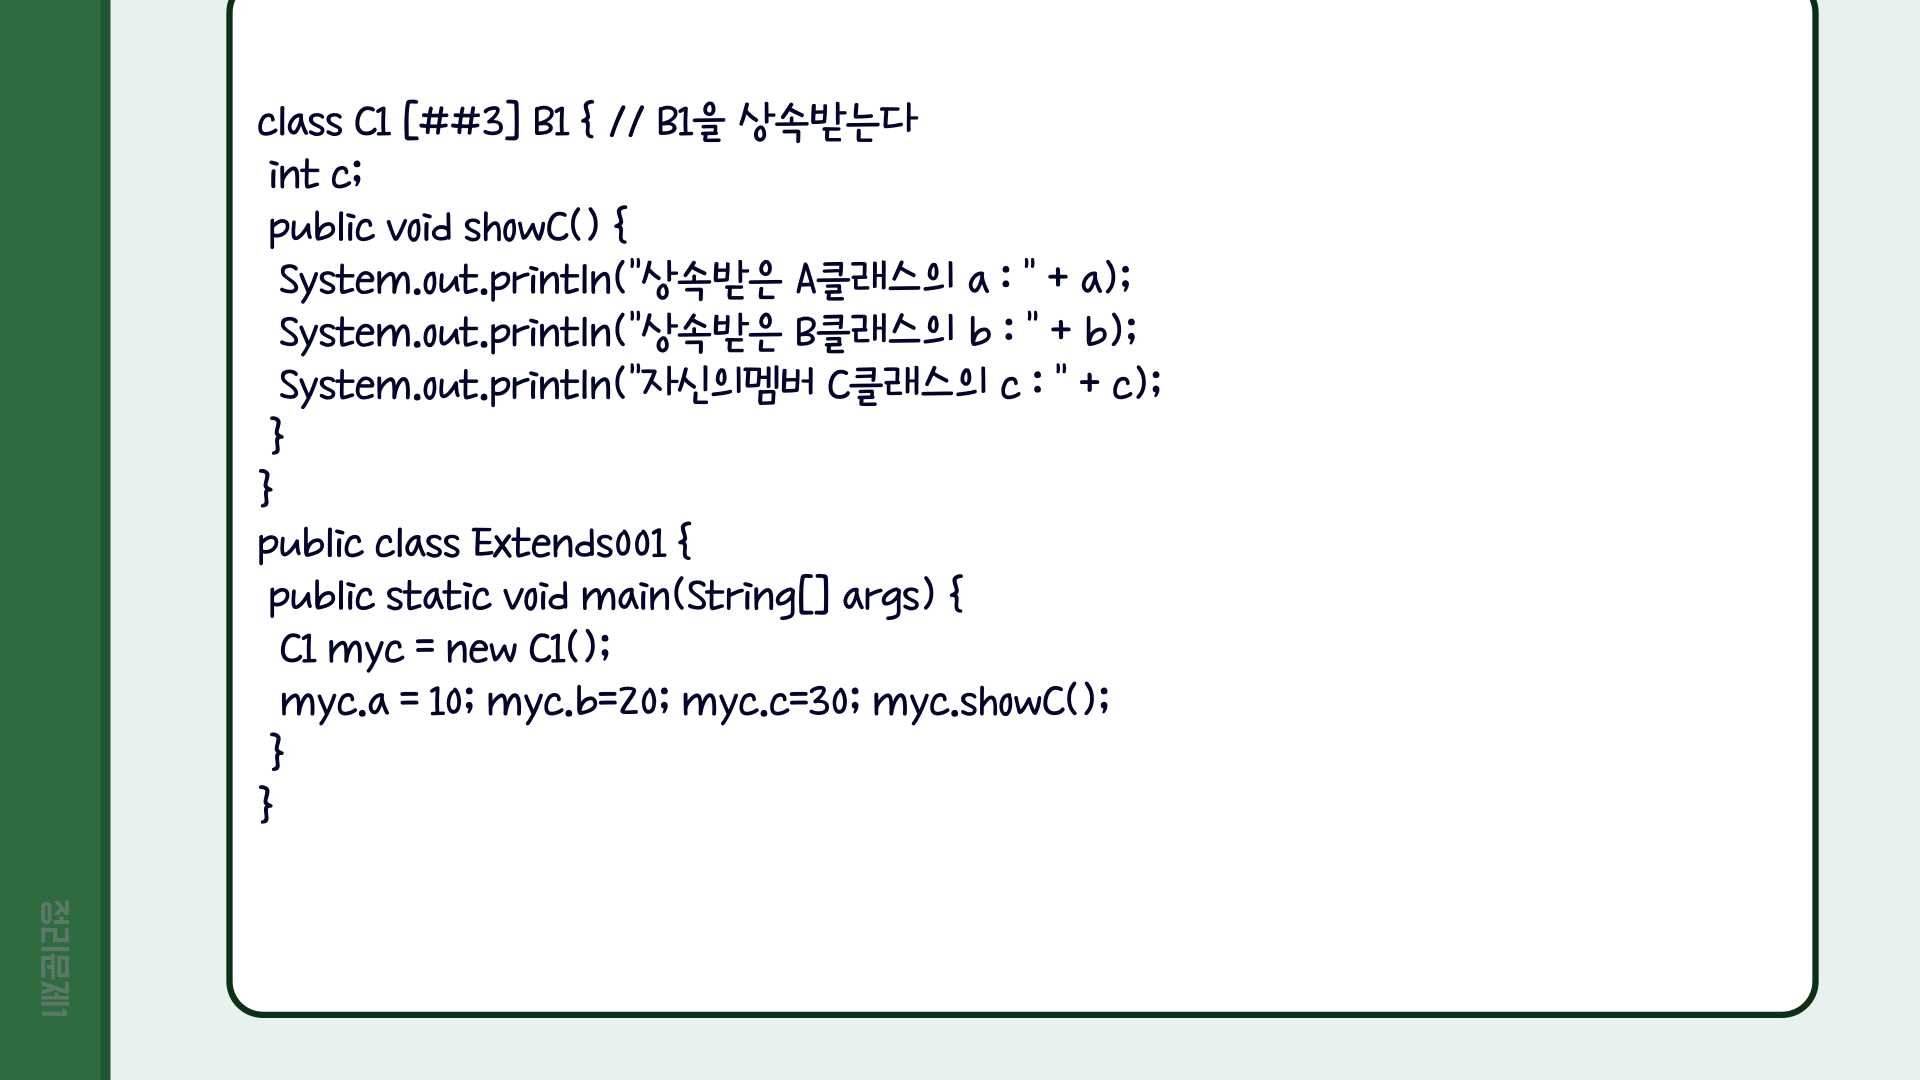 class C1 [##3] B1 { // B1을 상속받는다
int c;
public void showC() {
System.out.println("상속받은 A클래스의 a : " + a);
System.out.println("상속받은 B클래스의 b : " + b);
System.out.println("자신의멤버 C클래스의 c : " + c);
}
}
public class Extends001 {
public static void main(String[] args) {
C1 myc = new C1();
myc.a = 10; myc.b=20; myc.c=30; myc.showC();
}
}
정리문제1